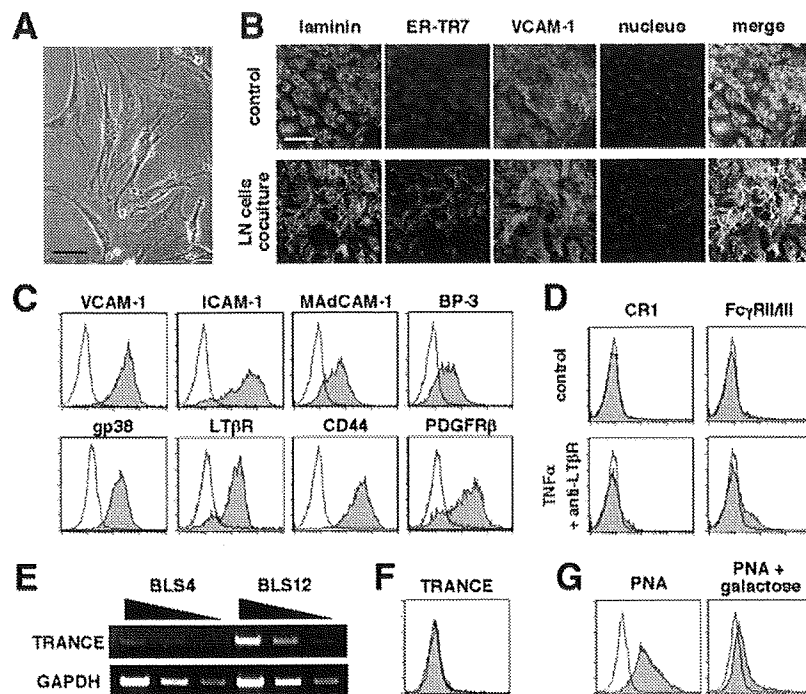 A
B
laminin ER-TR7 VCAM-1 nucleus merge
control
LN cells
coculture
C
VCAM-1 ICAM-1 MAdCAM-1 BP-3
gp38 LTβR CD44 PDGFRβ
D
CR1 FcγRII/III
control
TNFα
+ anti-LTβR
E
BLS4 BLS12
TRANCE
GAPDH
F
TRANCE
G
PNA
PNA +
galactose